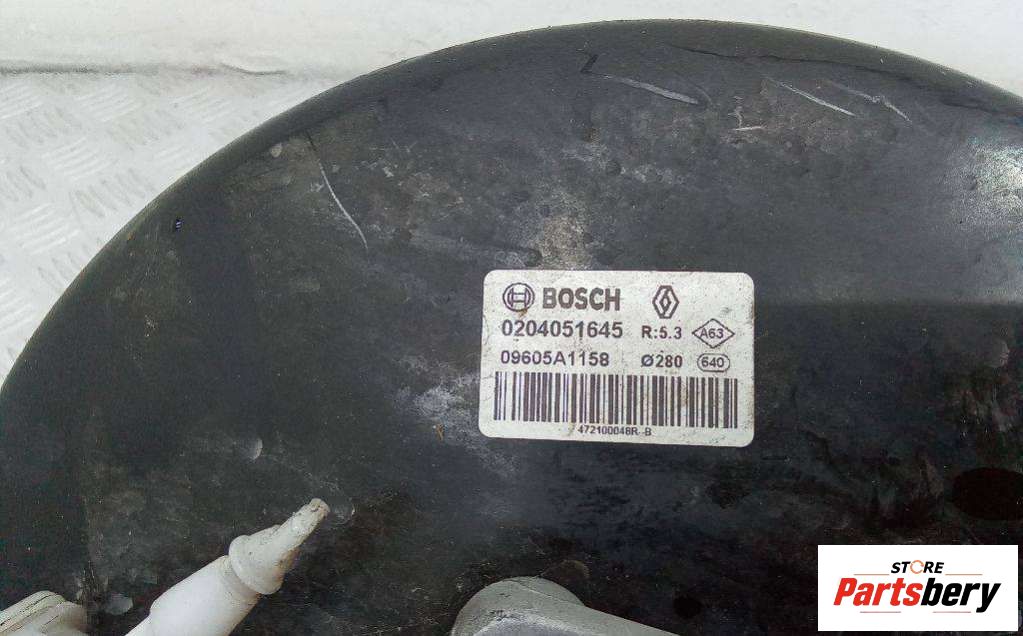 BOSCH
0204051645 R:5.3 A63
09605A1158 Ø280 640
472100048R-B
STORE
Partsbery